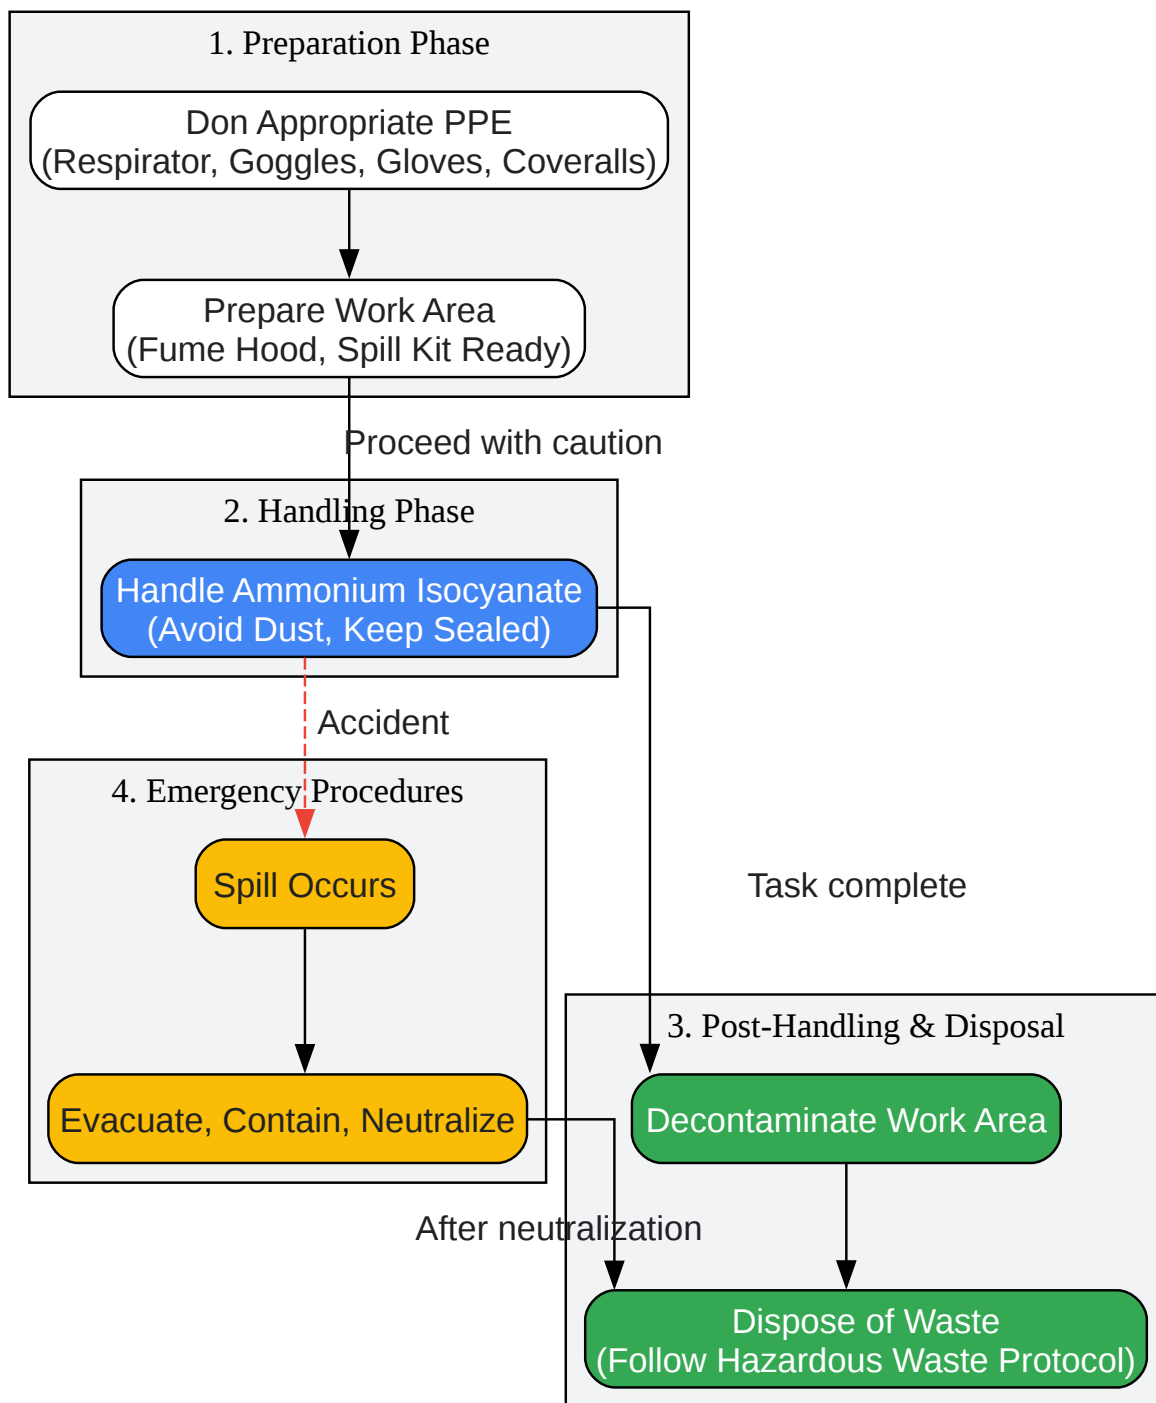 1. Preparation Phase
Don Appropriate PPE
(Respirator, Goggles, Gloves, Coveralls)
Prepare Work Area
(Fume Hood, Spill Kit Ready)
Proceed with caution
2. Handling Phase
Handle Ammonium Isocyanate
(Avoid Dust, Keep Sealed)
Accident
4. Emergency Procedures
Spill Occurs
Task complete
3. Post-Handling & Disposal
Evacuate, Contain, Neutralize
Decontaminate Work Area
After neutralization
Dispose of Waste
(Follow Hazardous Waste Protocol)